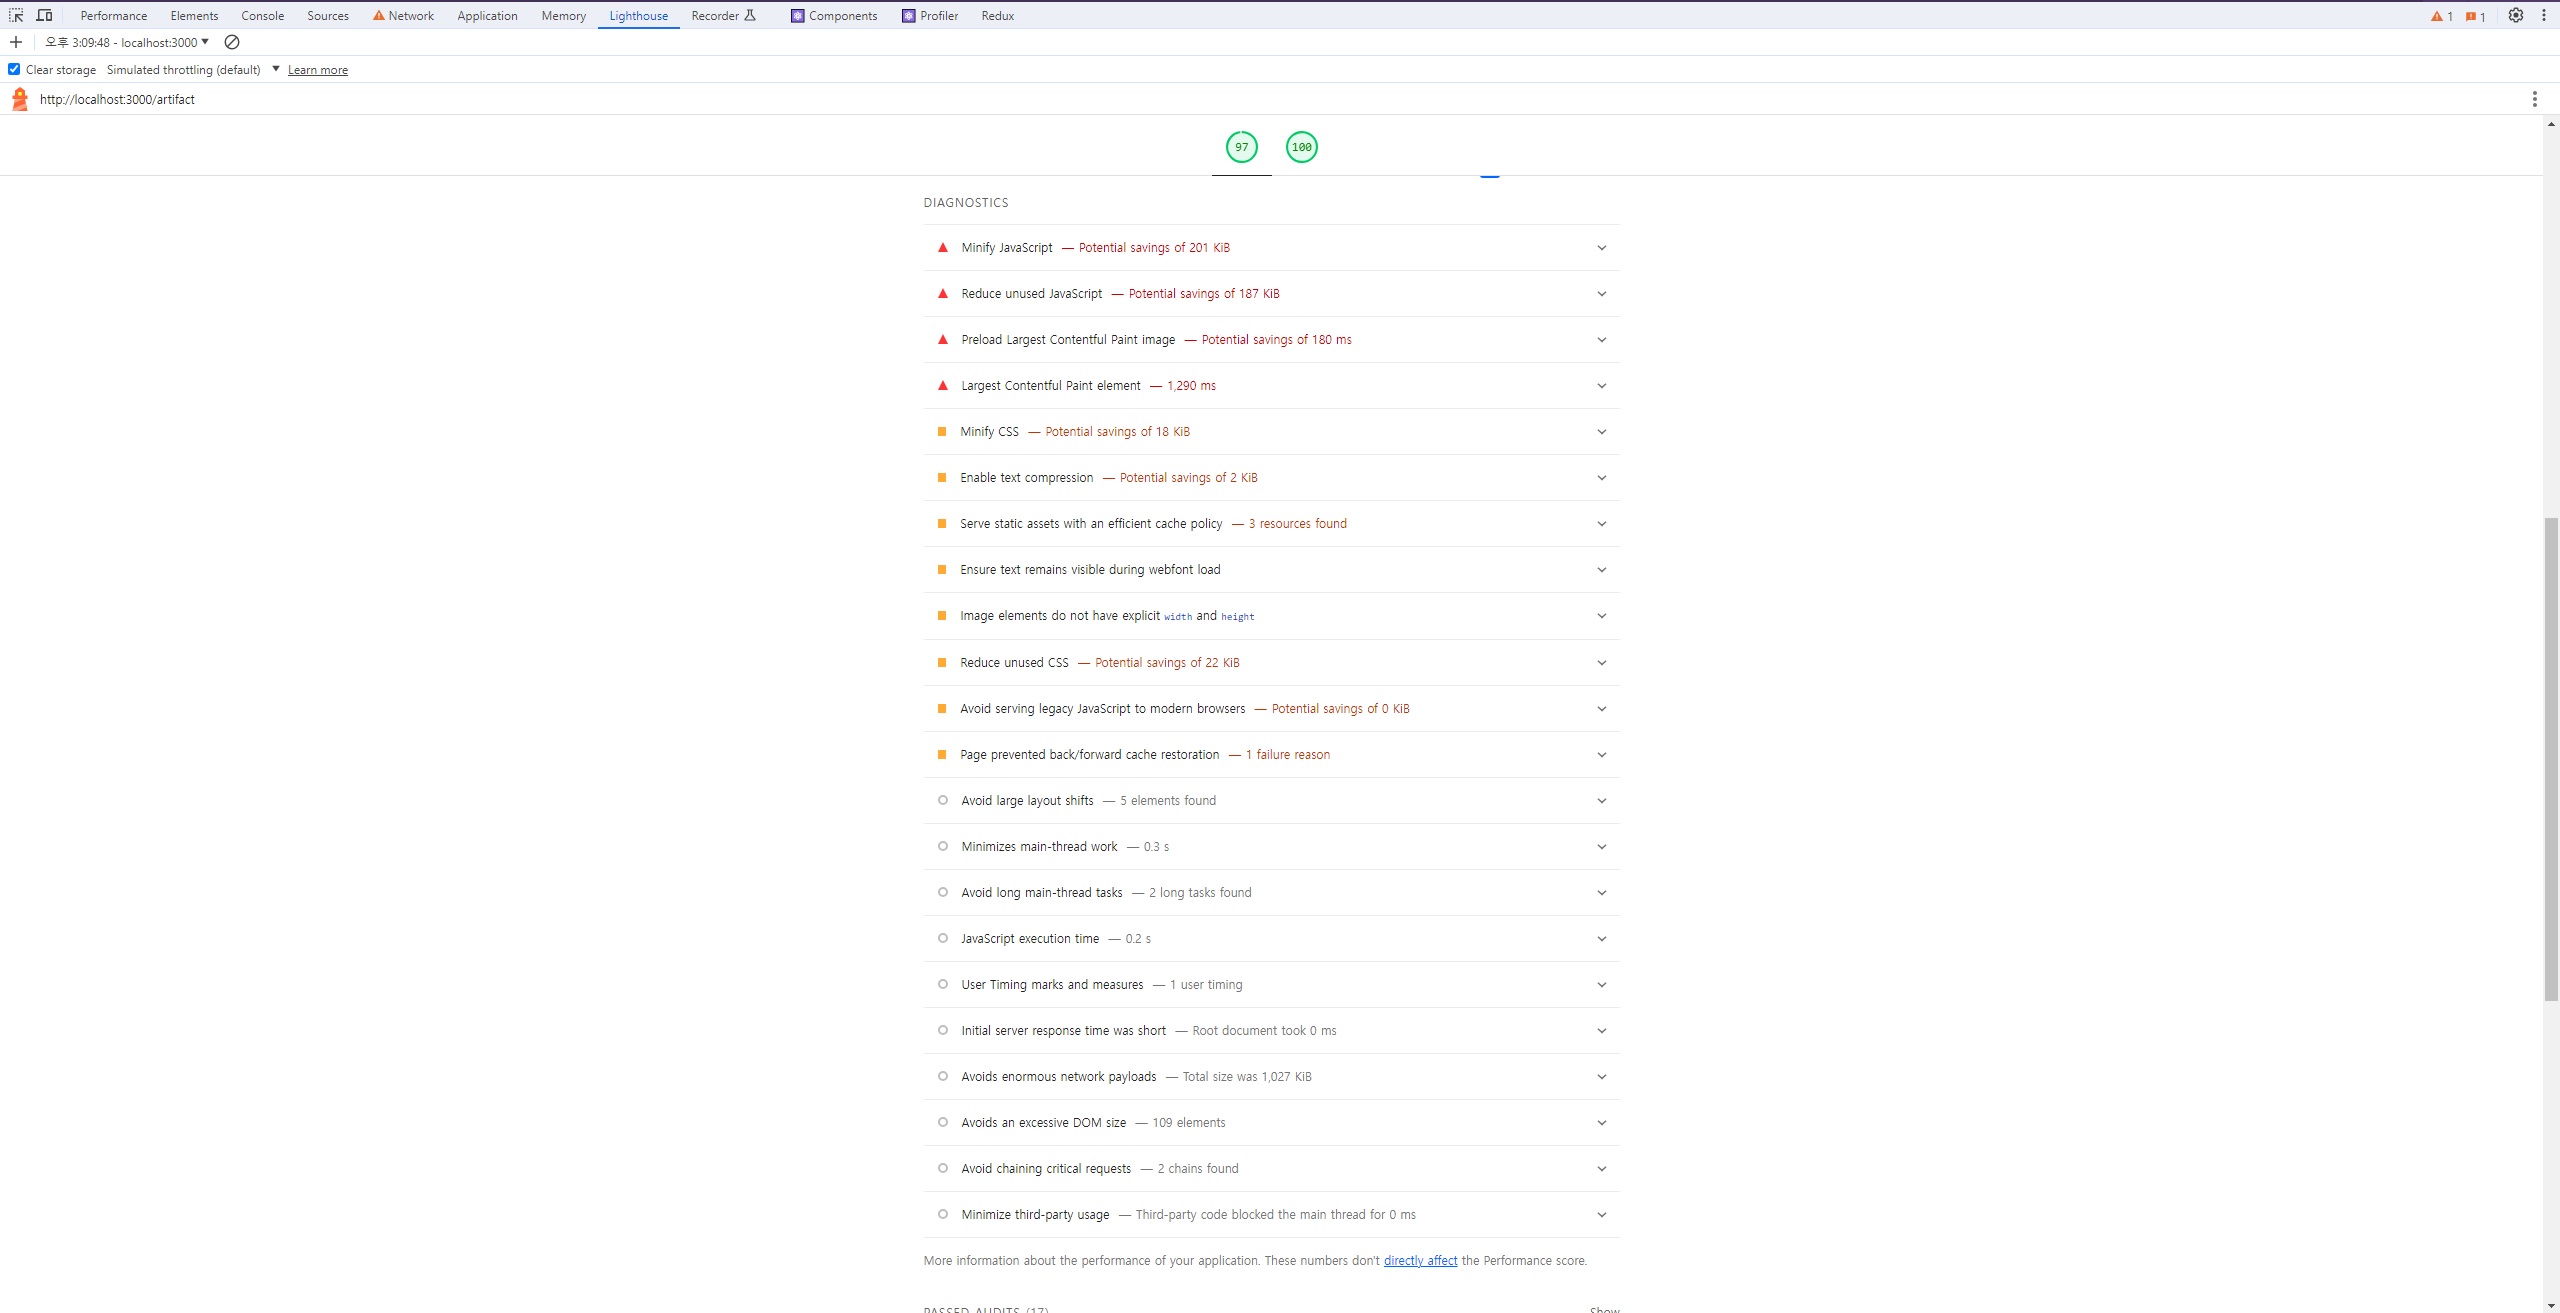 Performance Elements Console Sources Network Application Memory Lighthouse Recorder Components Profiler Redux 1 1
오후 3:09:48 - localhost:3000
Clear storage Simulated throttling (default) Learn more
http://localhost:3000/artifact
97 100
DIAGNOSTICS
Minify JavaScript — Potential savings of 201 KiB
Reduce unused JavaScript — Potential savings of 187 KiB
Preload Largest Contentful Paint image — Potential savings of 180 ms
Largest Contentful Paint element — 1,290 ms
Minify CSS — Potential savings of 18 KiB
Enable text compression — Potential savings of 2 KiB
Serve static assets with an efficient cache policy — 3 resources found
Ensure text remains visible during webfont load
Image elements do not have explicit width and height
Reduce unused CSS — Potential savings of 22 KiB
Avoid serving legacy JavaScript to modern browsers — Potential savings of 0 KiB
Page prevented back/forward cache restoration — 1 failure reason
Avoid large layout shifts — 5 elements found
Minimizes main-thread work — 0.3 s
Avoid long main-thread tasks — 2 long tasks found
JavaScript execution time — 0.2 s
User Timing marks and measures — 1 user timing
Initial server response time was short — Root document took 0 ms
Avoids enormous network payloads — Total size was 1,027 KiB
Avoids an excessive DOM size — 109 elements
Avoid chaining critical requests — 2 chains found
Minimize third-party usage — Third-party code blocked the main thread for 0 ms
More information about the performance of your application. These numbers don't directly affect the Performance score.
PASSED AUDITS (17) Show